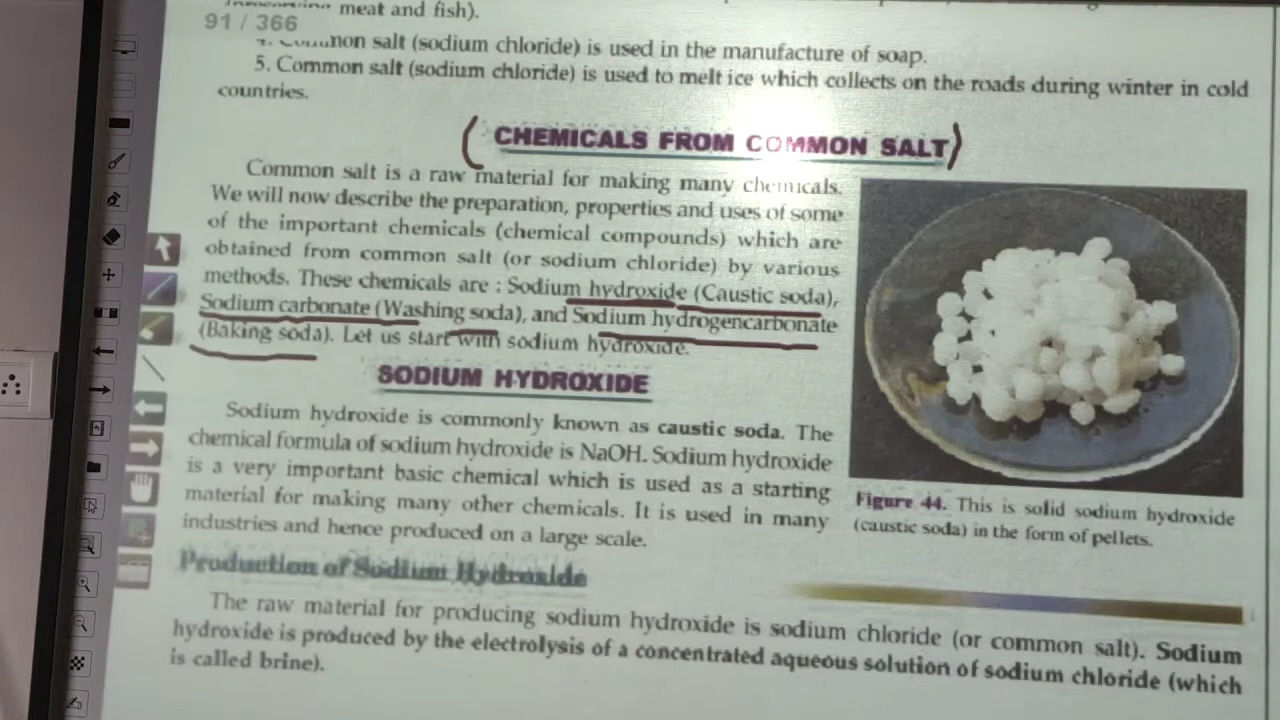 meat and fish).
91 / 366
salt (sodium chloride) is used in the manufacture of soap.
5. Common salt (sodium chloride) is used to melt ice which collects on the roads during winter in cold
countries.
CHEMICALS FROM COMMON SALT
Common salt is a raw material for making many chemicals.
We will now describe the preparation, properties and uses of some
of the important chemicals (chemical compounds) which are
obtained from common salt (or sodium chloride) by various
methods. These chemicals are : Sodium hydroxide (Caustic soda),
Sodium carbonate (Washing soda), and Sodium hydrogencarbonate
(Baking soda). Let us start with sodium hydroxide.
SODIUM HYDROXIDE
Sodium hydroxide is commonly known as caustic soda. The
chemical formula of sodium hydroxide is NaOH. Sodium hydroxide
is a very important basic chemical which is used as a starting
material for making many other chemicals. It is used in many
industries and hence produced on a large scale.
Figure 44. This is solid sodium hydroxide
(caustic soda) in the form of pellets.
Production of Sodium Hydroxide
The raw material for producing sodium hydroxide is sodium chloride (or common salt). Sodium
hydroxide is produced by the electrolysis of a concentrated aqueous solution of sodium chloride (which
is called brine).